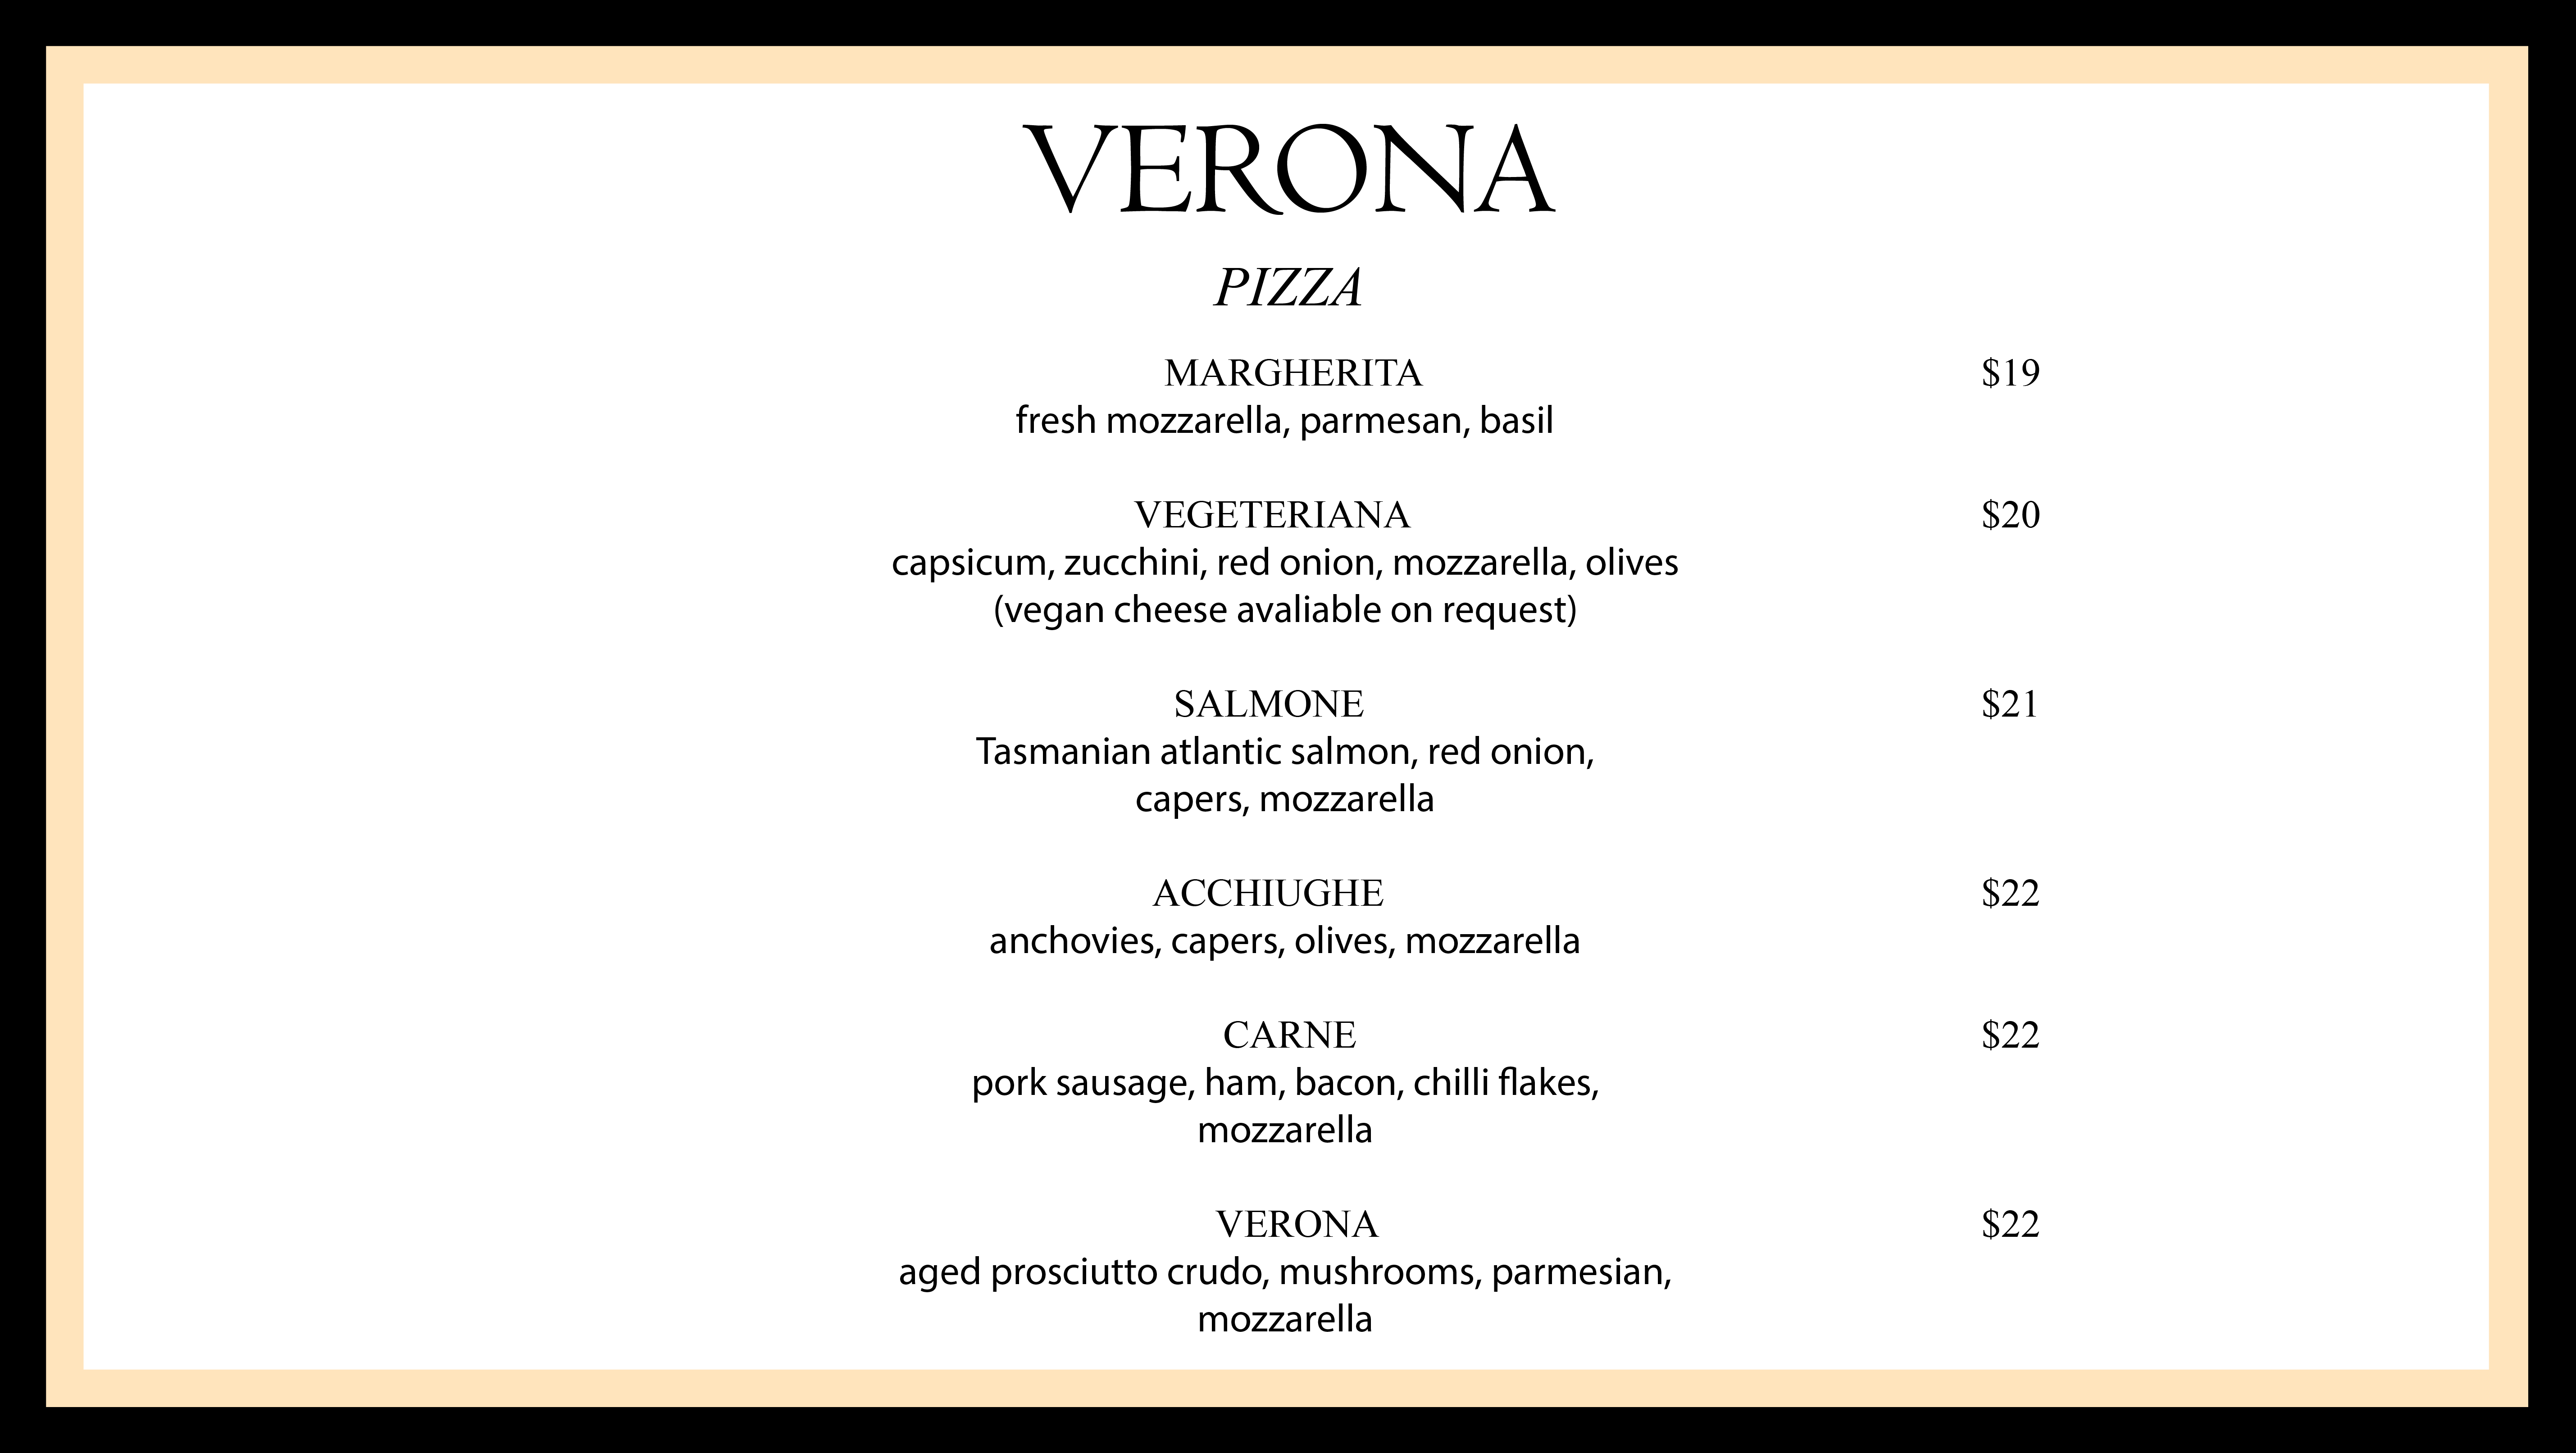 VERONA
PIZZA
MARGHERITA $19
fresh mozzarella, parmesan, basil
VEGETERIANA $20
capsicum, zucchini, red onion, mozzarella, olives
(vegan cheese avaliable on request)
SALMONE $21
Tasmanian atlantic salmon, red onion,
capers, mozzarella
ACCHIUGHE $22
anchovies, capers, olives, mozzarella
CARNE $22
pork sausage, ham, bacon, chilli flakes,
mozzarella
VERONA $22
aged prosciutto crudo, mushrooms, parmesian,
mozzarella